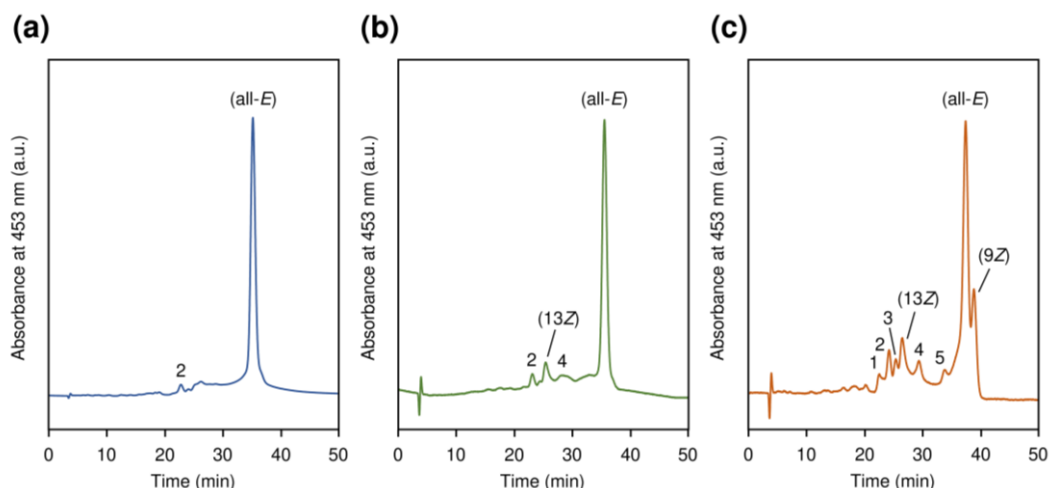 (a)
(all-E)
2
Absorbance at 453 nm (a.u.)
0 10 20 30 40 50
Time (min)
(b)
(all-E)
(13Z)
2
4
Absorbance at 453 nm (a.u.)
0 10 20 30 40 50
Time (min)
(c)
(all-E)
(9Z)
(13Z)
3
2
1
4
5
Absorbance at 453 nm (a.u.)
0 10 20 30 40 50
Time (min)